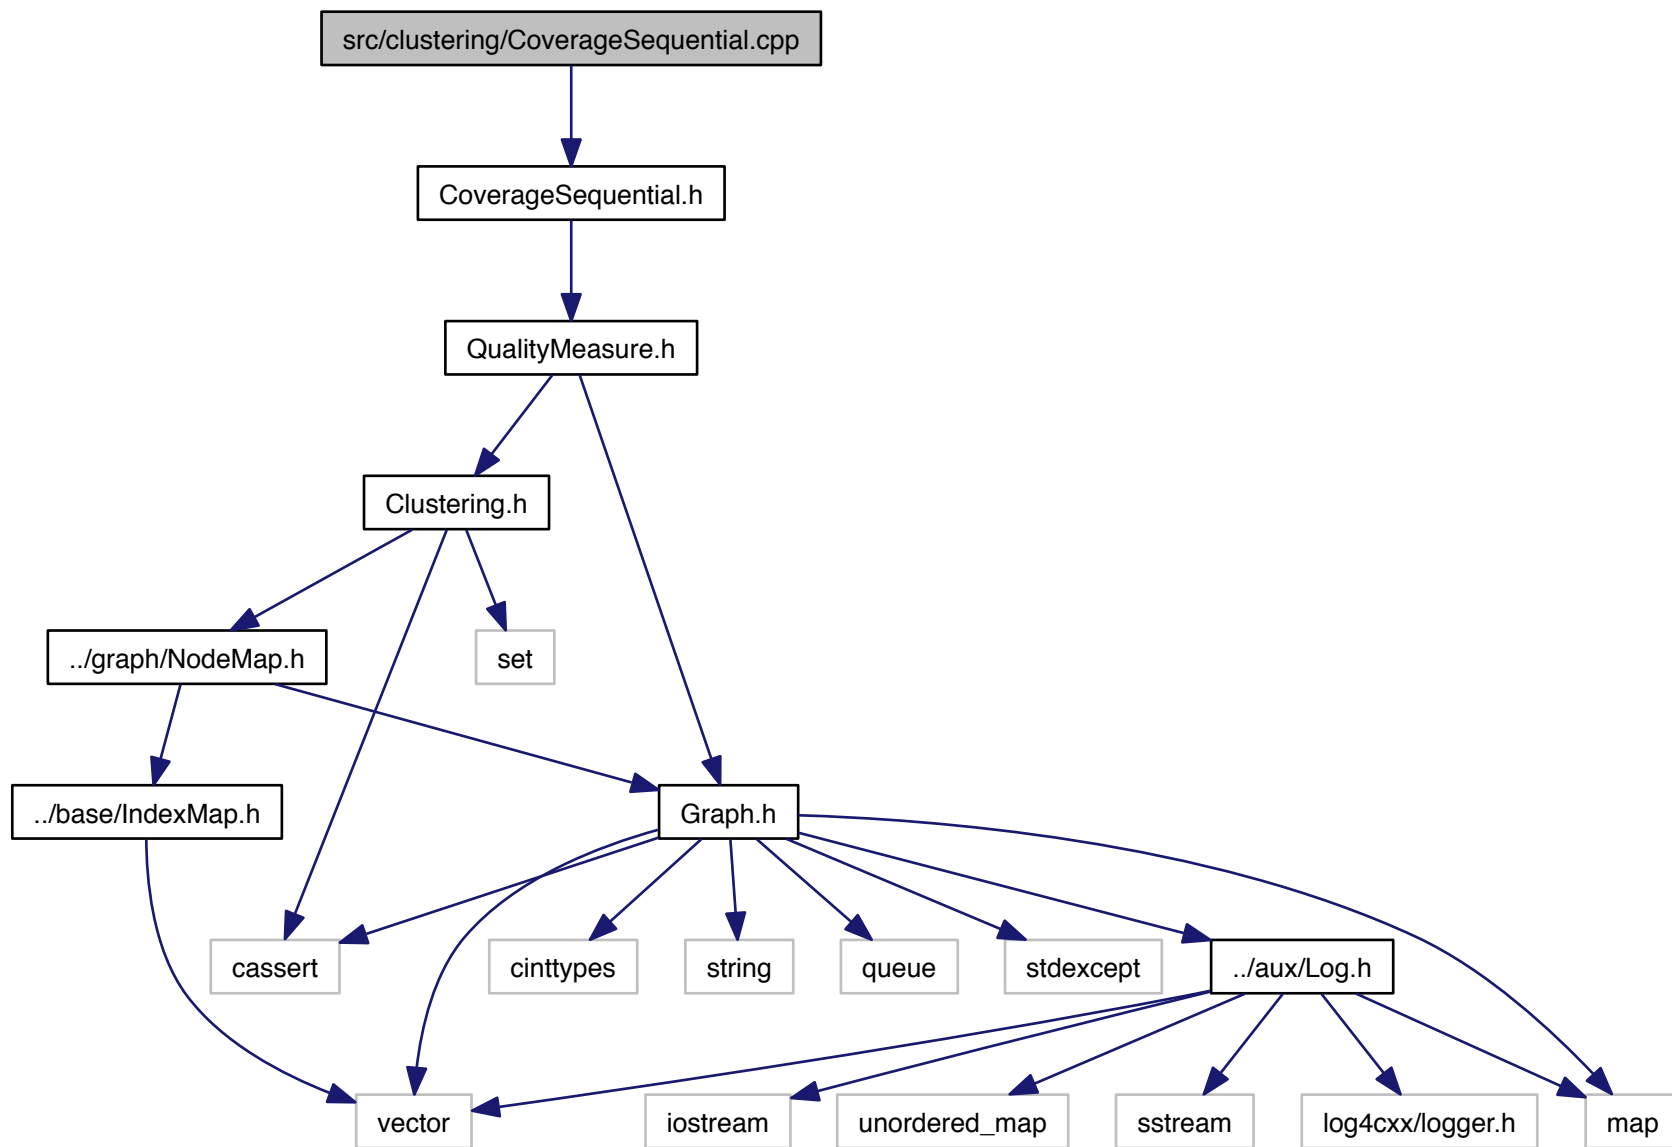 src/clustering/CoverageSequential.cpp
CoverageSequential.h
QualityMeasure.h
Clustering.h
../graph/NodeMap.h
set
../base/IndexMap.h
Graph.h
cassert
cinttypes
string
queue
stdexcept
../aux/Log.h
vector
iostream
unordered_map
sstream
log4cxx/logger.h
map